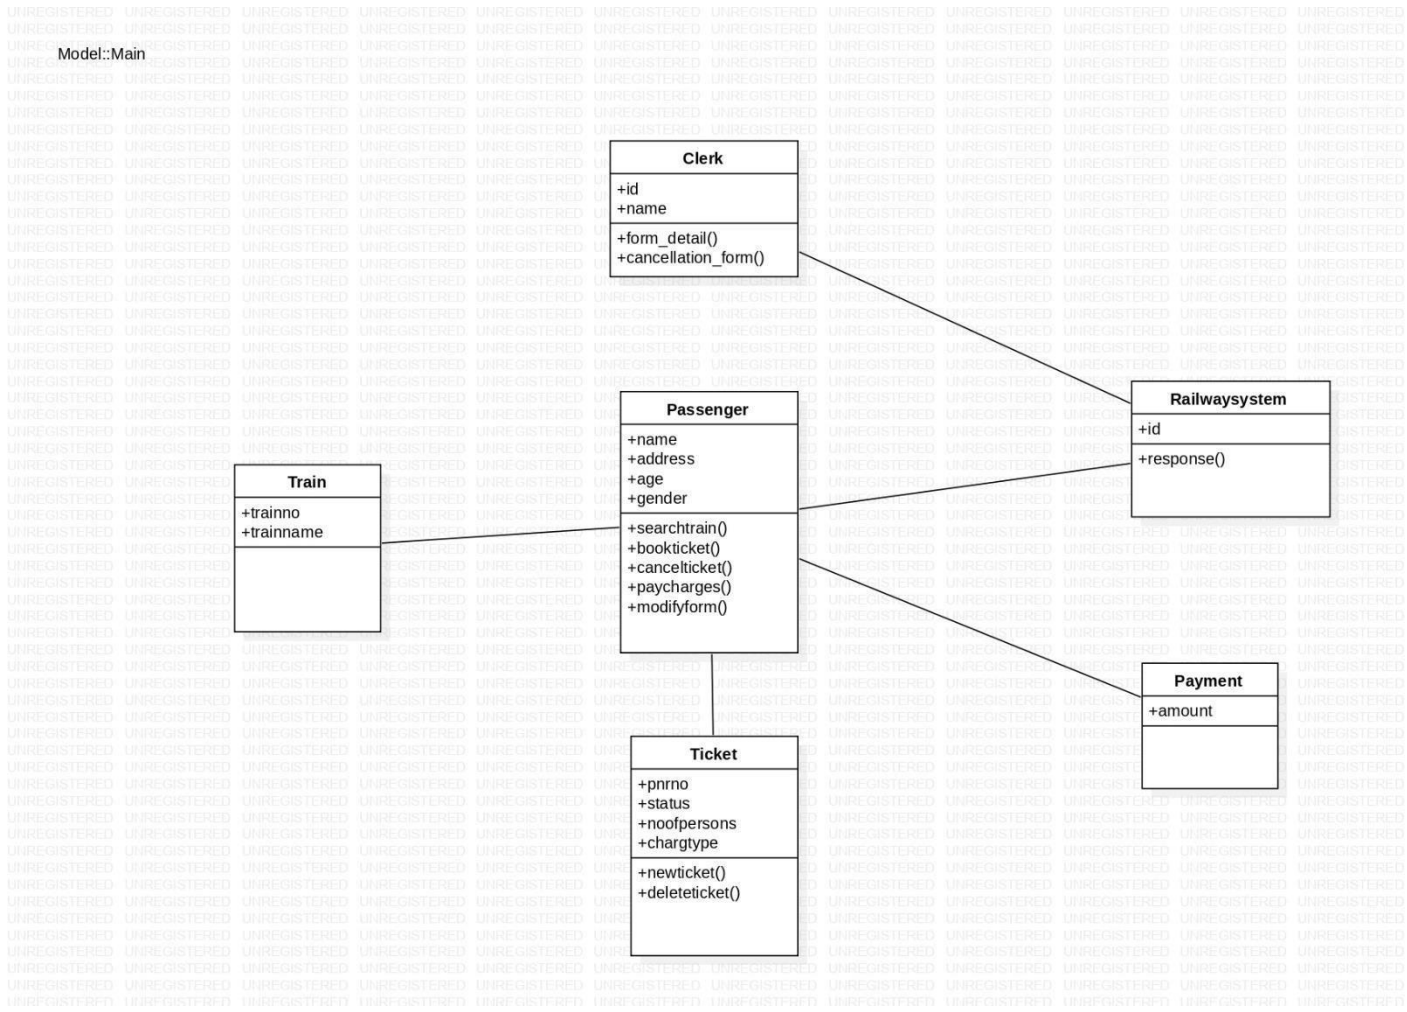 Model::Main
Clerk
+id
+name
+form_detail()
+cancellation_form()
Railwaysystem
+id
+response()
Passenger
+name
+address
+age
+gender
+searchtrain()
+bookticket()
+cancelticket()
+paycharges()
+modifyform()
Train
+trainno
+trainname
Payment
+amount
Ticket
+pnrno
+status
+noofpersons
+chargtype
+newticket()
+deleteticket()
UNREGISTERED